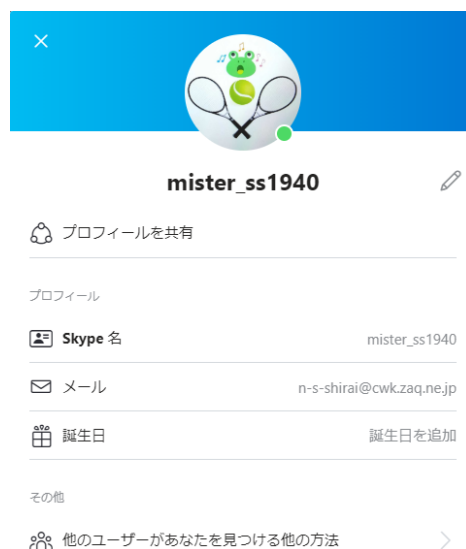 mister_ss1940
プロフィールを共有
プロフィール
Skype 名 mister_ss1940
メール n-s-shirai@cwk.zaq.ne.jp
誕生日 誕生日を追加
その他
他のユーザーがあなたを見つける他の方法